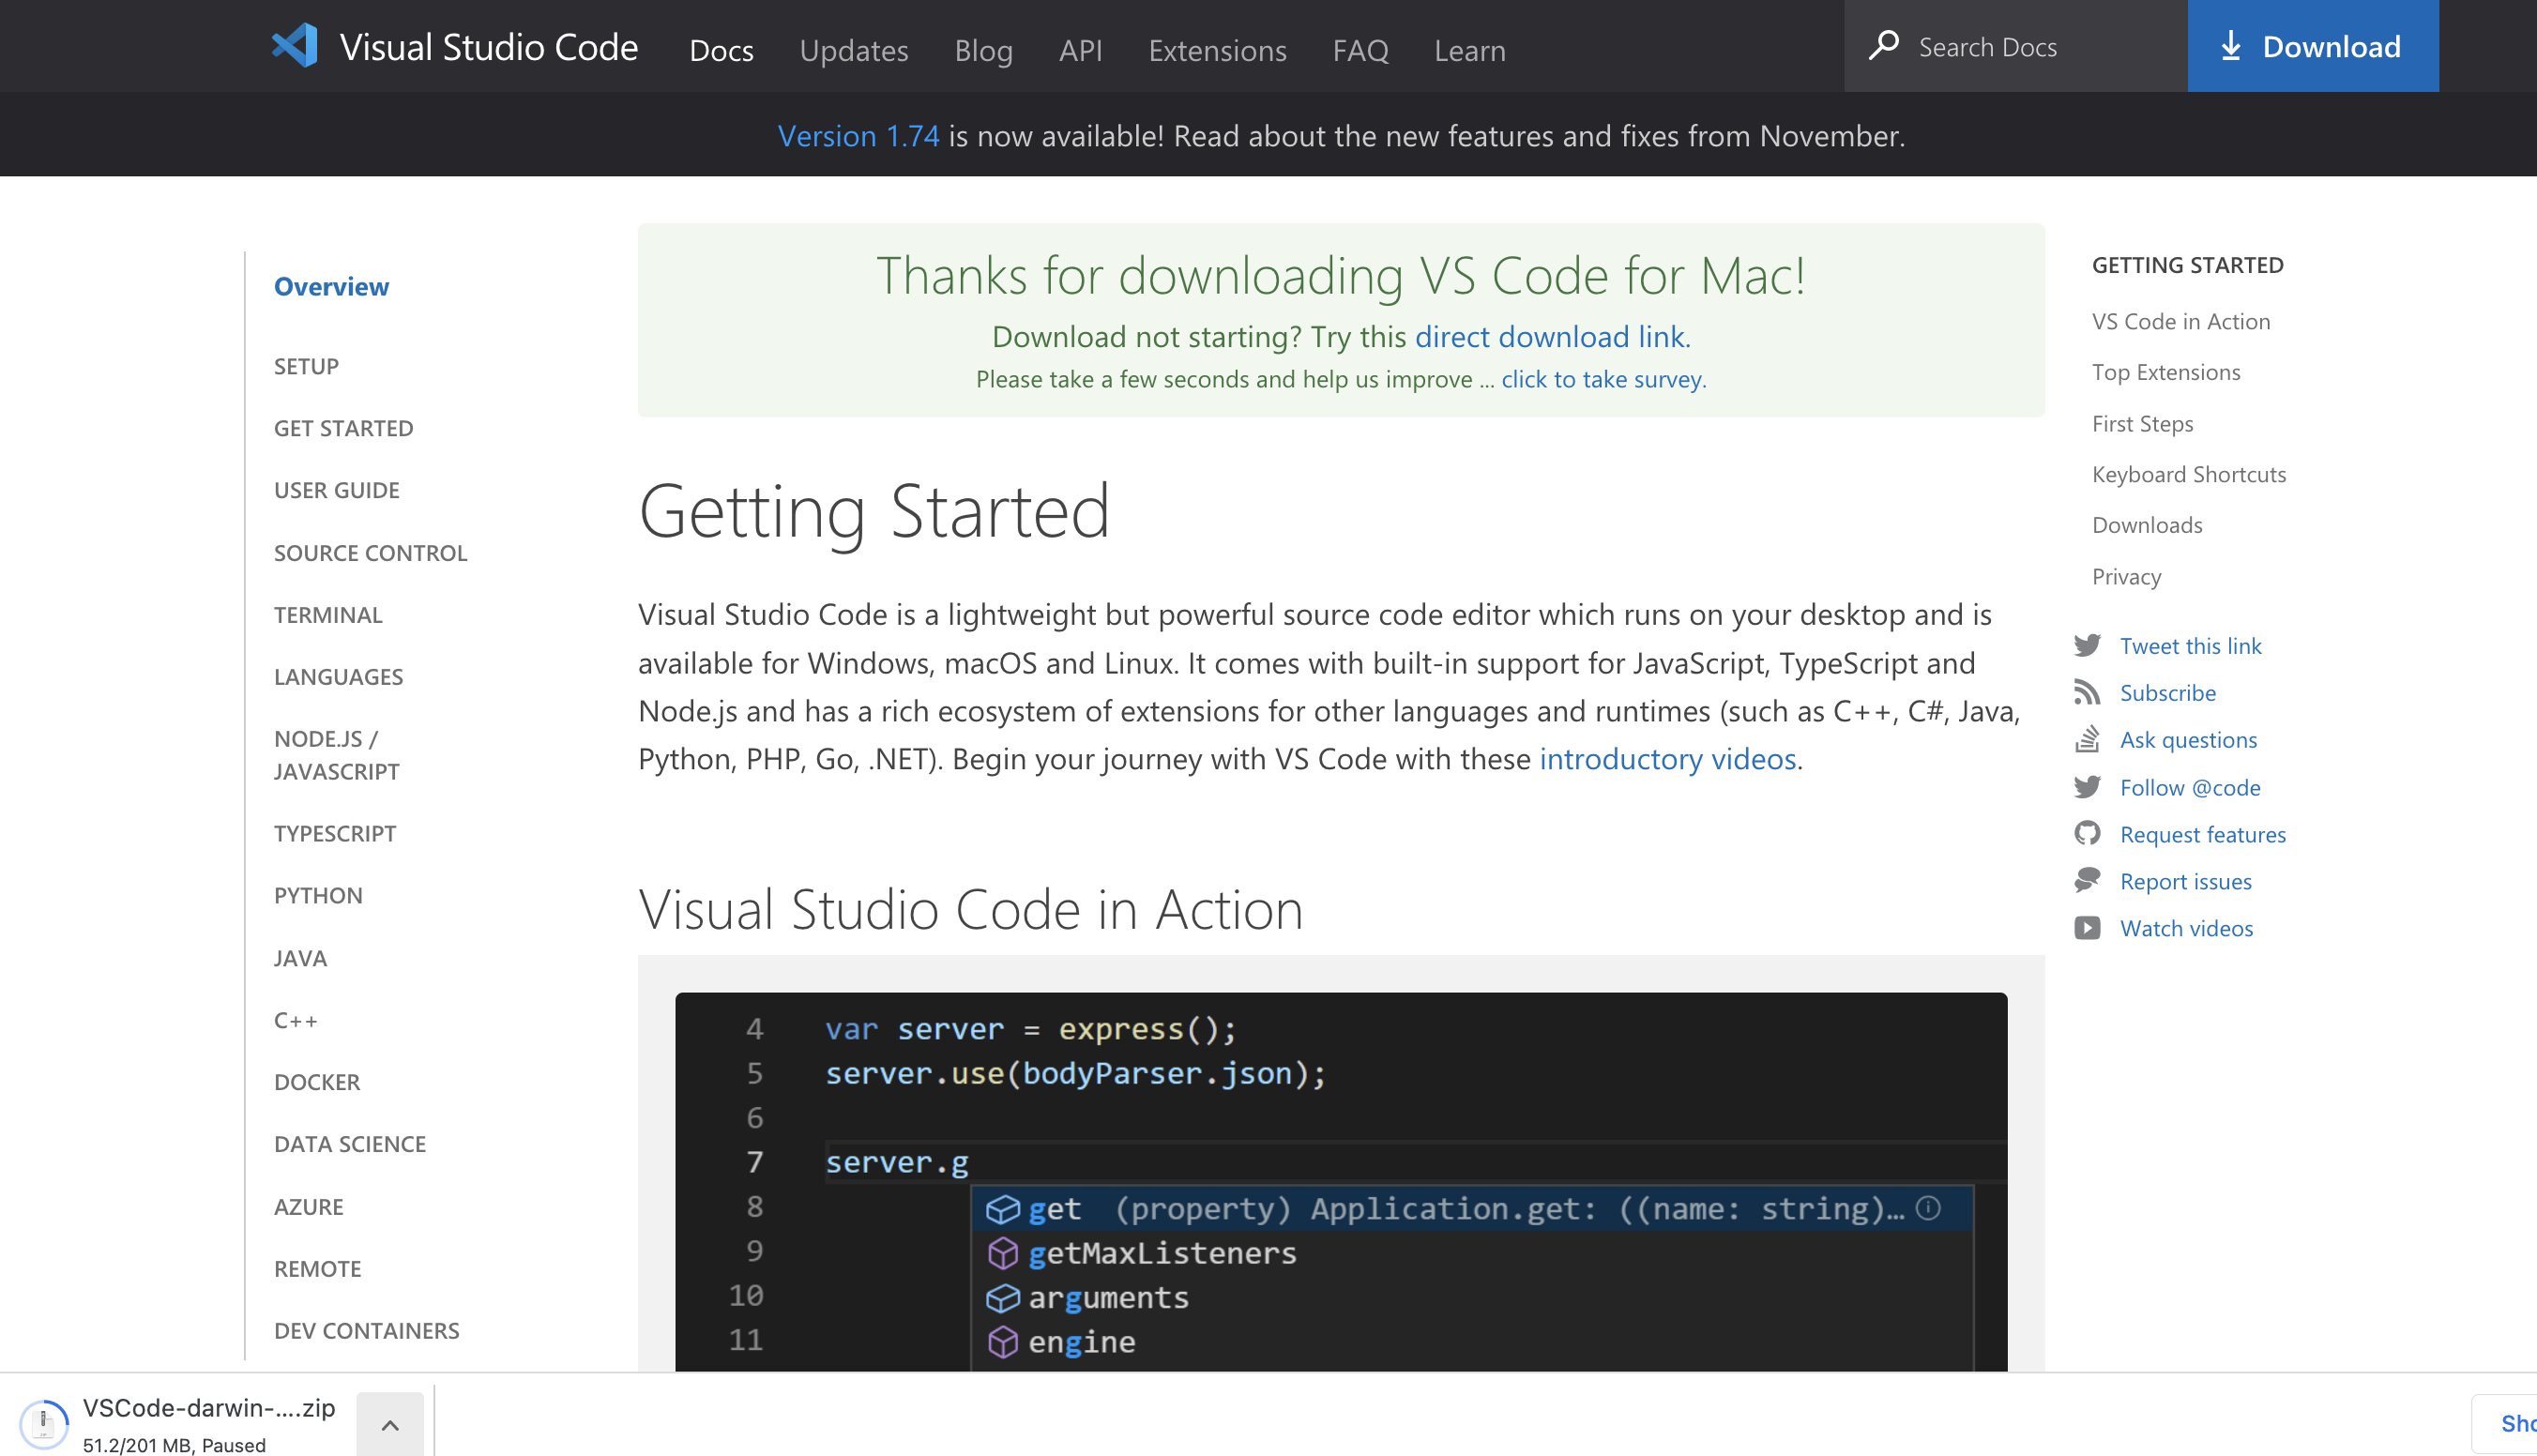 Visual Studio Code Docs Updates Blog API Extensions FAQ Learn Search Docs Download
Version 1.74 is now available! Read about the new features and fixes from November.
Overview
SETUP
GET STARTED
USER GUIDE
SOURCE CONTROL
TERMINAL
LANGUAGES
NODE.JS /
JAVASCRIPT
TYPESCRIPT
PYTHON
JAVA
C++
DOCKER
DATA SCIENCE
AZURE
REMOTE
DEV CONTAINERS
Thanks for downloading VS Code for Mac!
Download not starting? Try this direct download link.
Please take a few seconds and help us improve ... click to take survey.
Getting Started
Visual Studio Code is a lightweight but powerful source code editor which runs on your desktop and is
available for Windows, macOS and Linux. It comes with built-in support for JavaScript, TypeScript and
Node.js and has a rich ecosystem of extensions for other languages and runtimes (such as C++, C#, Java,
Python, PHP, Go, .NET). Begin your journey with VS Code with these introductory videos.
Visual Studio Code in Action
4 var server = express();
5 server.use(bodyParser.json);
6
7 server.g
8 get (property) Application.get: ((name: string)…
9 getMaxListeners
10 arguments
11 engine
GETTING STARTED
VS Code in Action
Top Extensions
First Steps
Keyboard Shortcuts
Downloads
Privacy
Tweet this link
Subscribe
Ask questions
Follow @code
Request features
Report issues
Watch videos
VSCode-darwin-....zip
51.2/201 MB, Paused